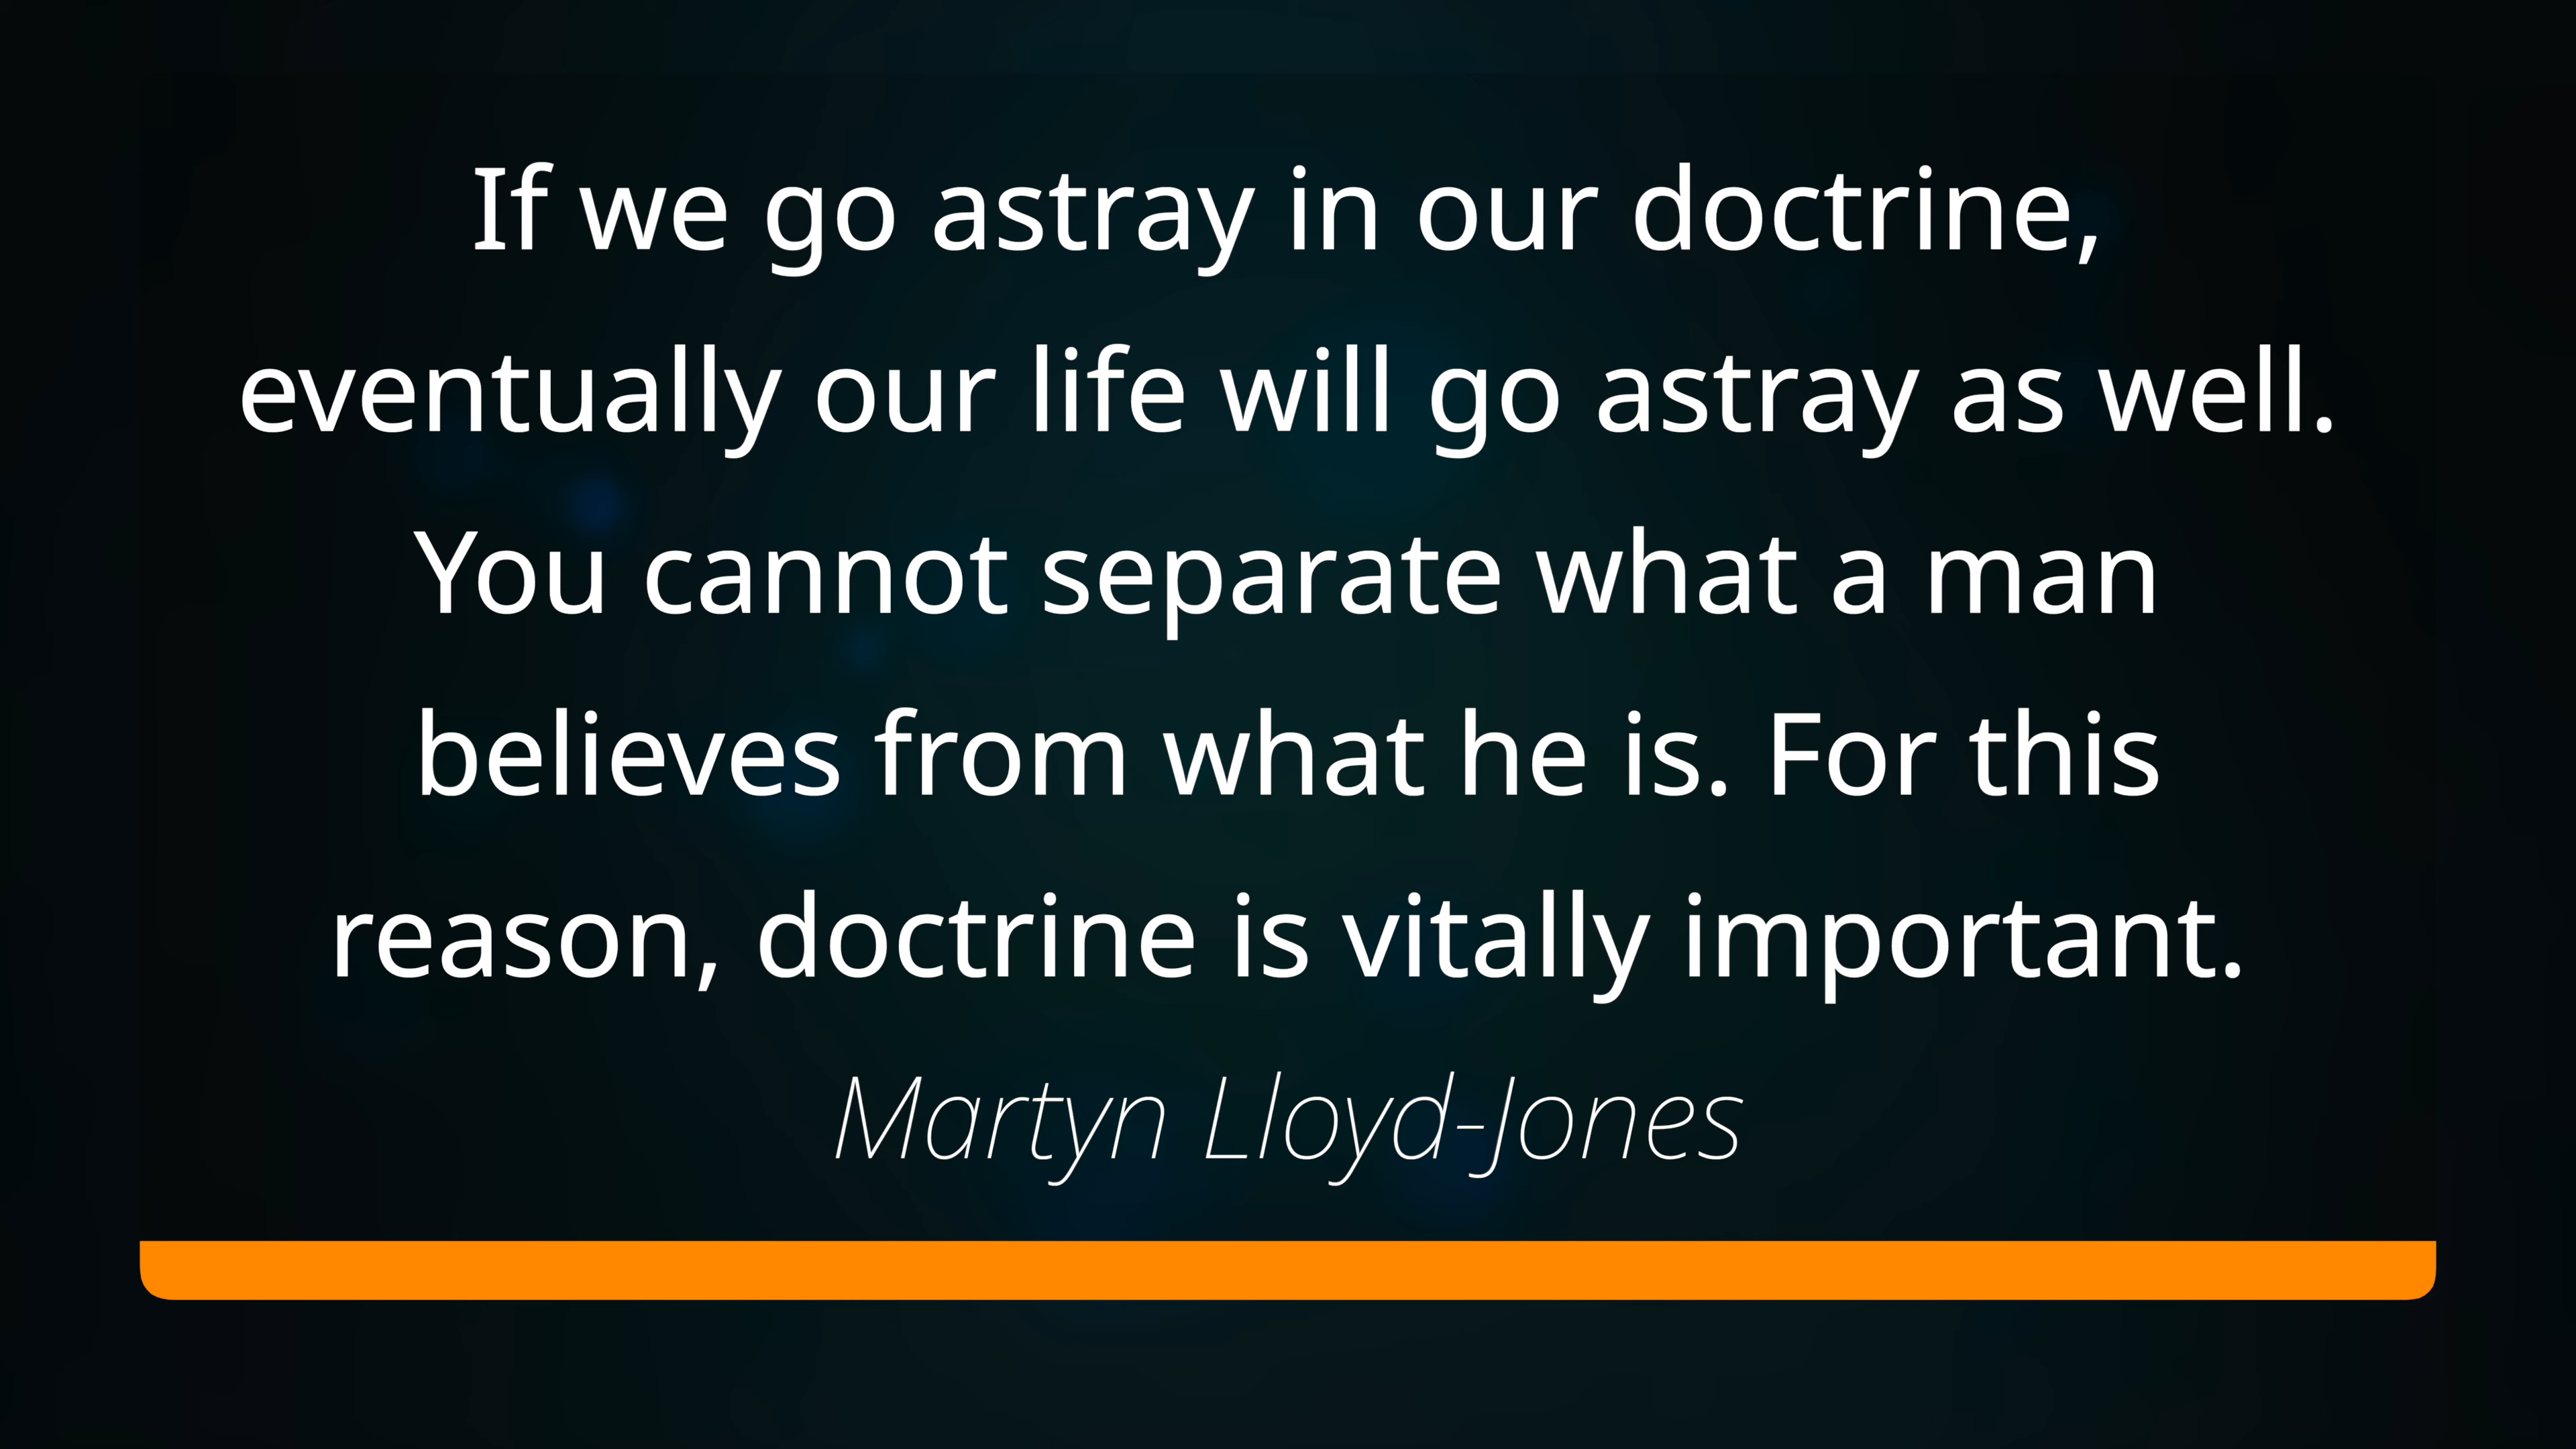 If we go astray in our doctrine,
eventually our life will go astray as well.
You cannot separate what a man
believes from what he is. For this
reason, doctrine is vitally important.
Martyn Lloyd-Jones